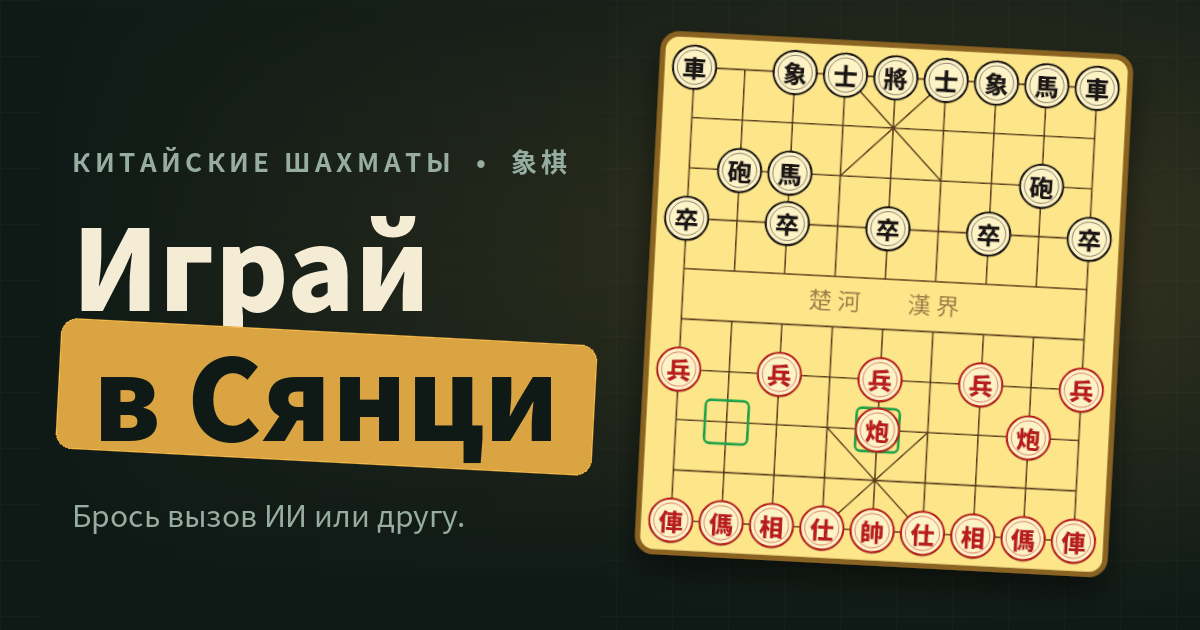 КИТАЙСКИЕ ШАХМАТЫ • 象棋
Играй
в Сянци
Брось вызов ИИ или другу.
車 象 士 將 士 象 馬 車
砲 馬 砲
卒 卒 卒 卒 卒
楚河 漢界
兵 兵 兵 兵 兵
炮 炮
俥 傌 相 仕 帥 仕 相 傌 俥